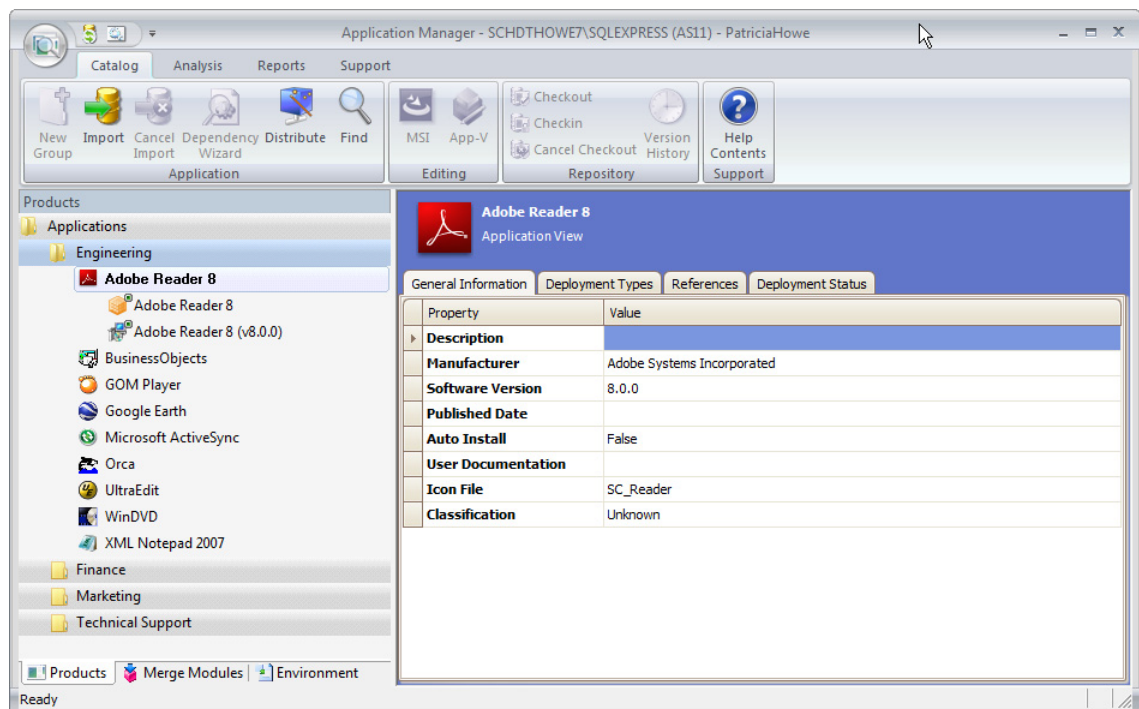 Application Manager - SCHDTHOWE7\SQLEXPRESS (AS11) - PatriciaHowe
Catalog Analysis Reports Support
New Group
Import
Cancel Import
Dependency Wizard
Distribute
Find
Application
MSI
App-V
Editing
Checkout
Checkin
Cancel Checkout
Version History
Repository
Help Contents
Support
Products
Applications
Engineering
Adobe Reader 8
Adobe Reader 8
Adobe Reader 8 (v8.0.0)
BusinessObjects
GOM Player
Google Earth
Microsoft ActiveSync
Orca
UltraEdit
WinDVD
XML Notepad 2007
Finance
Marketing
Technical Support
Products Merge Modules Environment
Adobe Reader 8
Application View
General Information Deployment Types References Deployment Status
Property Value
Description
Manufacturer Adobe Systems Incorporated
Software Version 8.0.0
Published Date
Auto Install False
User Documentation
Icon File SC_Reader
Classification Unknown
Ready